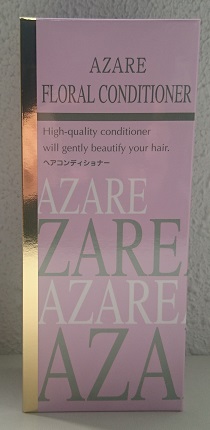 AZARE
FLORAL CONDITIONER
High-quality conditioner
will gently beautify your hair.
ヘアコンディショナー
AZARE
ZARE
AZARE
AZA